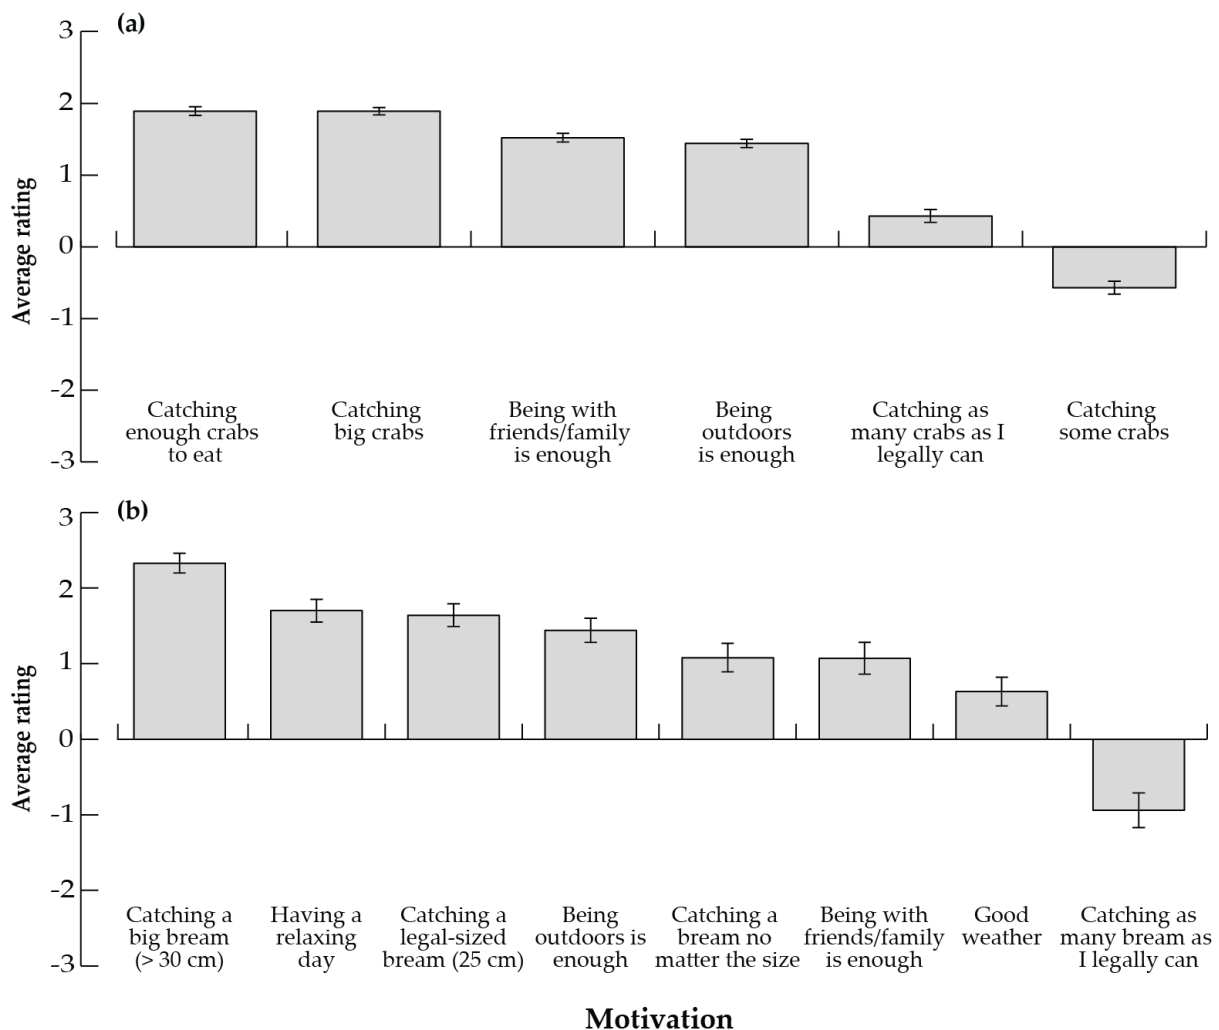 (a)
3
2
1
0
-1
-2
-3
Average rating
Catching
enough crabs
to eat
Catching
big crabs
Being with
friends/family
is enough
Being
outdoors
is enough
Catching as
many crabs as I
legally can
Catching
some crabs
(b)
3
2
1
0
-1
-2
-3
Average rating
Catching a
big bream
(> 30 cm)
Having a
relaxing
day
Catching a
legal-sized
bream (25 cm)
Being
outdoors is
enough
Catching a
bream no
matter the size
Being with
friends/family
is enough
Good
weather
Catching as
many bream as
I legally can
Motivation